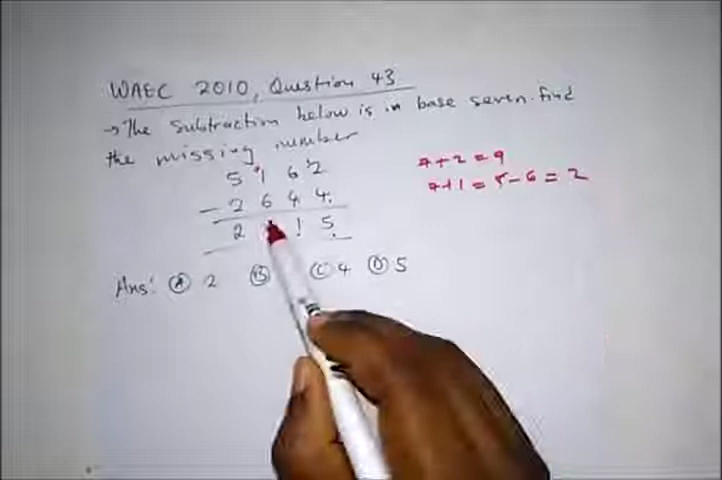 WAEC 2010, Question 43
→ The subtraction below is in base seven. find
the missing number
5 1 6 2
- 2 6 4 4
2 1 5
Ans: (A) 2 (B) (C) 4 (D) 5
7+2=9
7+1= 8-6=2